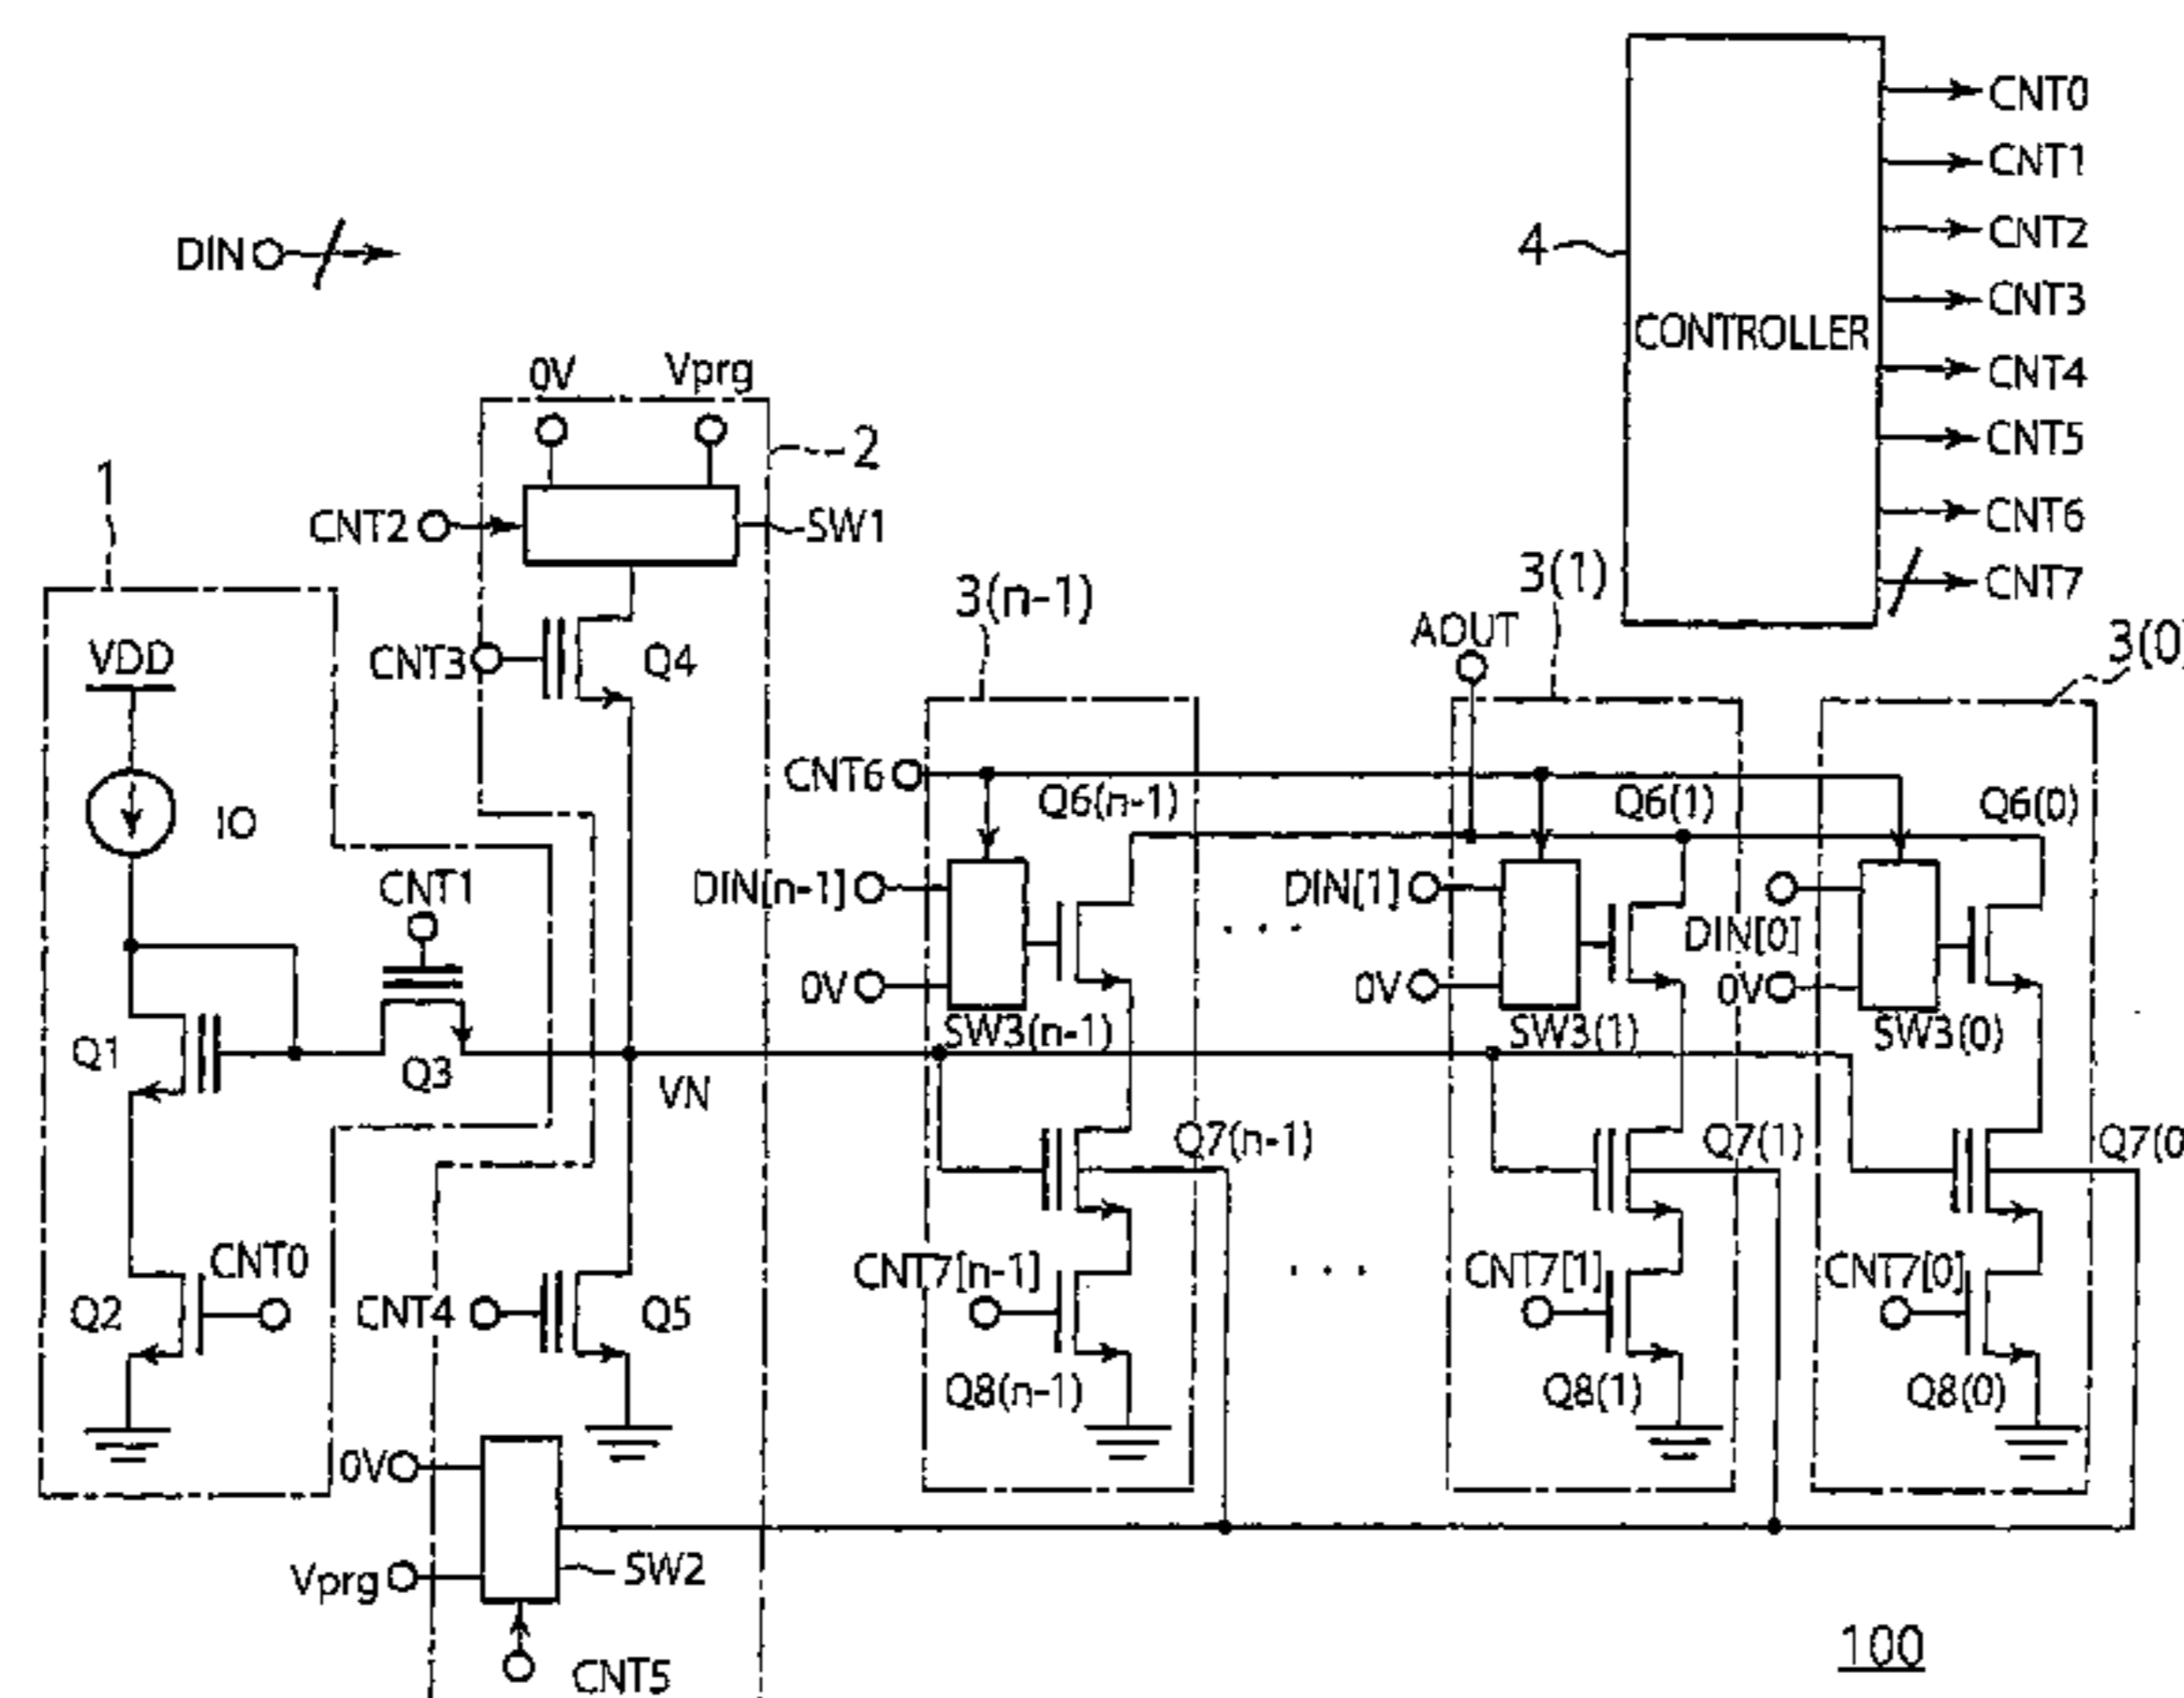 CNT0
CNT1
DIN
CNT2
4
CNT3
CONTROLLER
0V
Vprg
CNT4
2
CNT5
1
CNT2
SW1
CNT6
3(n-1)
3(1)
CNT7
AOUT
VDD
CNT3
Q4
3(0)
CNT6
Q6(n-1)
Q6(1)
Q6(0)
IO
CNT1
DIN[n-1]
DIN[1]
DIN[0]
0V
0V
0V
SW3(n-1)
SW3(1)
SW3(0)
Q1
Q3
VN
Q7(n-1)
Q7(1)
Q7(0
CNT0
CNT7[n-1]
CNT7[1]
CNT7[0]
Q2
CNT4
Q5
Q8(n-1)
Q8(1)
Q8(0)
0V
SW2
Vprg
CNT5
100